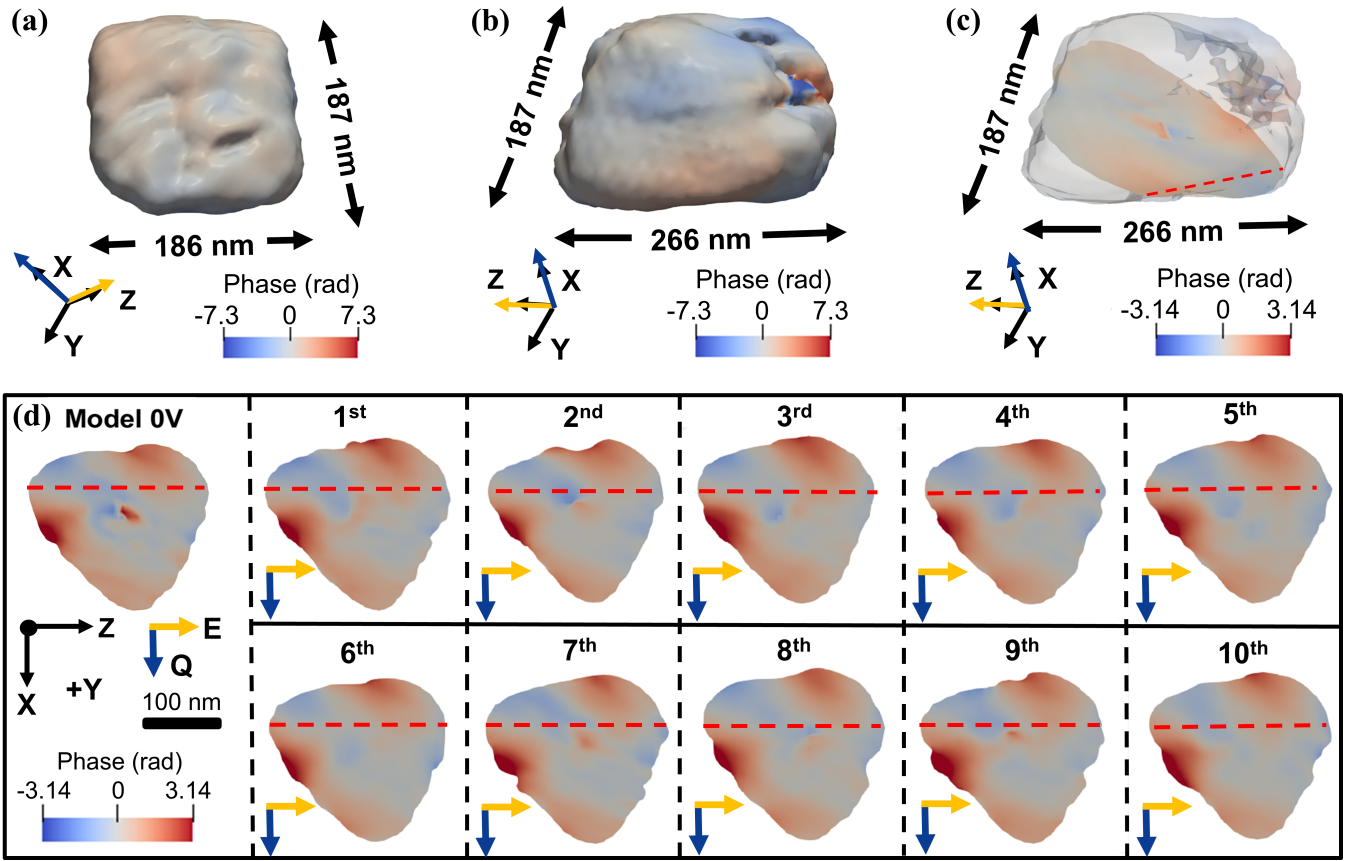 (a)
187 nm
186 nm
X
Z
Y
Phase (rad)
-7.3 0 7.3
(b)
187 nm
266 nm
Z
X
Y
Phase (rad)
-7.3 0 7.3
(c)
187 nm
266 nm
Z
X
Y
Phase (rad)
-3.14 0 3.14
(d) Model 0V
1st
2nd
3rd
4th
5th
Z
E
X
+Y
Q
100 nm
Phase (rad)
-3.14 0 3.14
6th
7th
8th
9th
10th